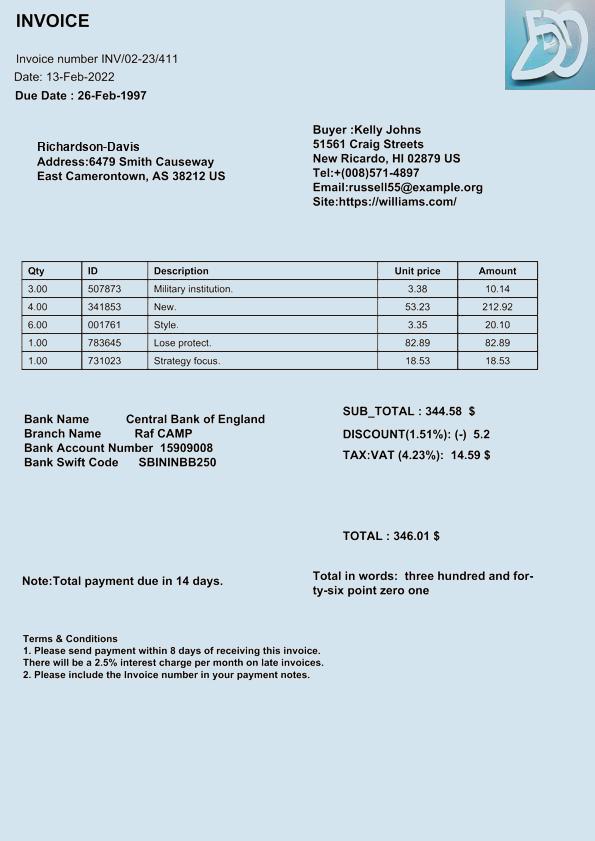 INVOICE
Invoice number INV/02-23/411
Date: 13-Feb-2022
Due Date : 26-Feb-1997
Richardson-Davis
Address:6479 Smith Causeway
East Camerontown, AS 38212 US
Buyer :Kelly Johns
51561 Craig Streets
New Ricardo, HI 02879 US
Tel:+(008)571-4897
Email:russell55@example.org
Site:https://williams.com/
Qty ID Description Unit price Amount
3.00 507873 Military institution. 3.38 10.14
4.00 341853 New. 53.23 212.92
6.00 001761 Style. 3.35 20.10
1.00 783645 Lose protect. 82.89 82.89
1.00 731023 Strategy focus. 18.53 18.53
Bank Name Central Bank of England
Branch Name Raf CAMP
Bank Account Number 15909008
Bank Swift Code SBININBB250
SUB_TOTAL : 344.58 $
DISCOUNT(1.51%): (-) 5.2
TAX:VAT (4.23%): 14.59 $
TOTAL : 346.01 $
Note:Total payment due in 14 days.
Total in words: three hundred and for-
ty-six point zero one
Terms & Conditions
1. Please send payment within 8 days of receiving this invoice.
There will be a 2.5% interest charge per month on late invoices.
2. Please include the Invoice number in your payment notes.